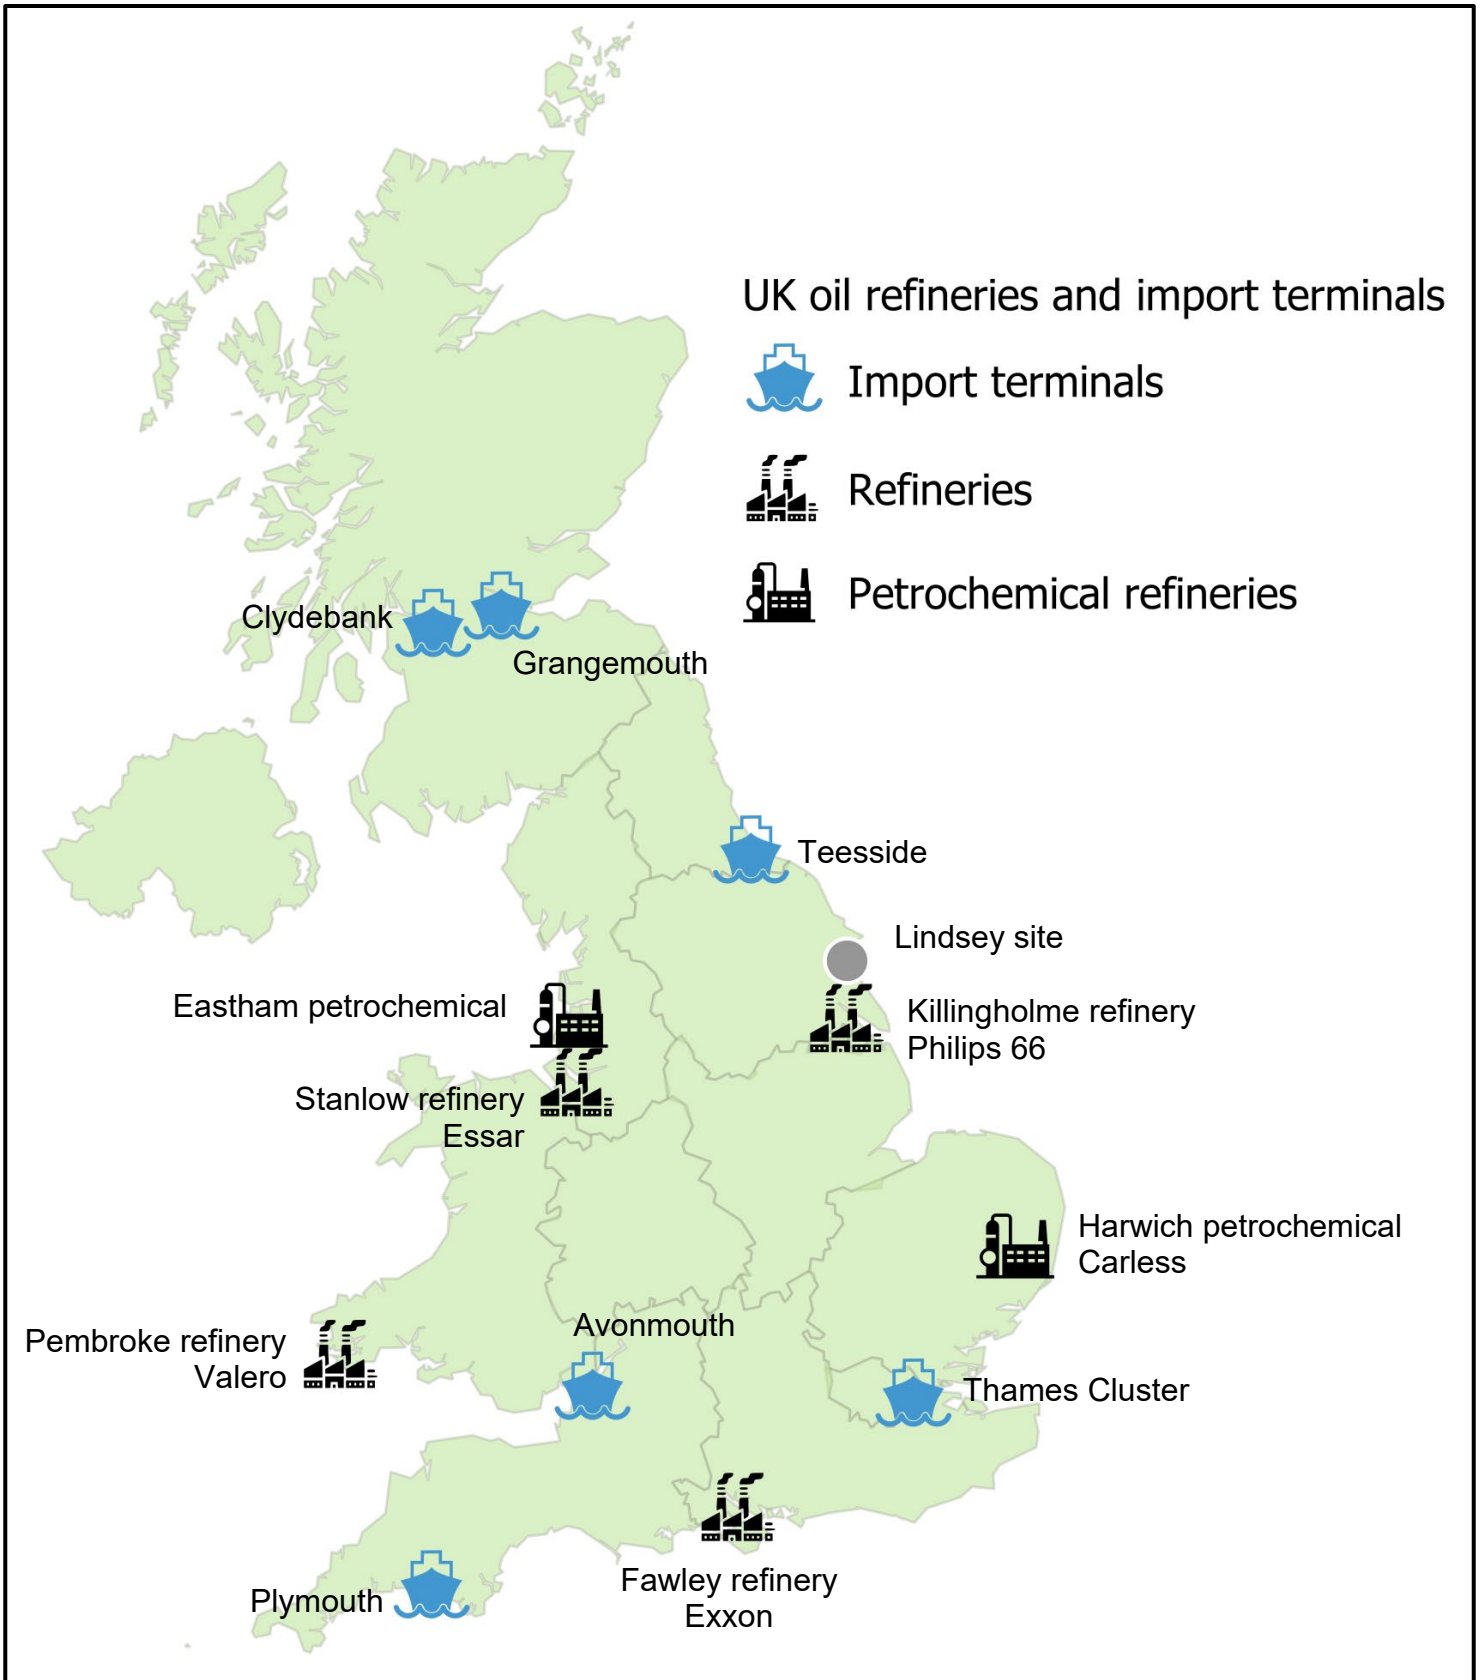 UK oil refineries and import terminals
Import terminals
Refineries
Petrochemical refineries
Clydebank
Grangemouth
Teesside
Lindsey site
Eastham petrochemical
Killingholme refinery
Philips 66
Stanlow refinery
Essar
Harwich petrochemical
Carless
Avonmouth
Pembroke refinery
Valero
Thames Cluster
Fawley refinery
Exxon
Plymouth